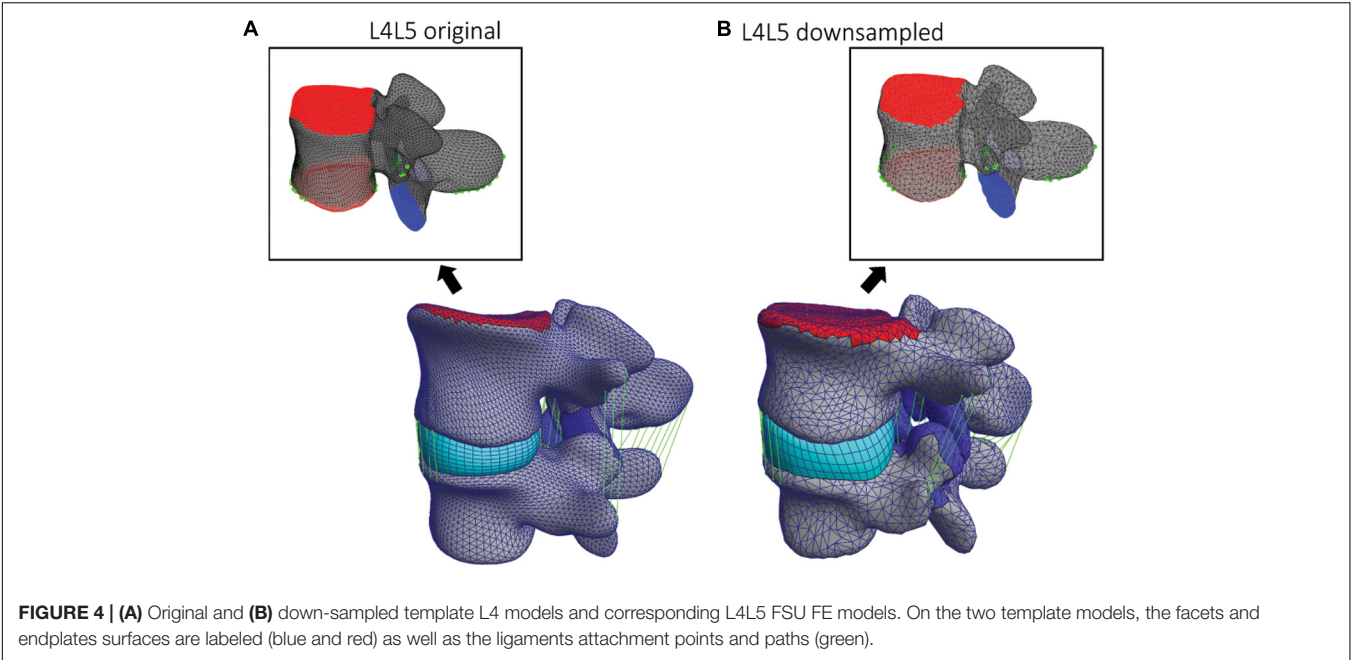 A
L4L5 original
B
L4L5 downsampled
FIGURE 4 | (A) Original and (B) down-sampled template L4 models and corresponding L4L5 FSU FE models. On the two template models, the facets and
endplates surfaces are labeled (blue and red) as well as the ligaments attachment points and paths (green).